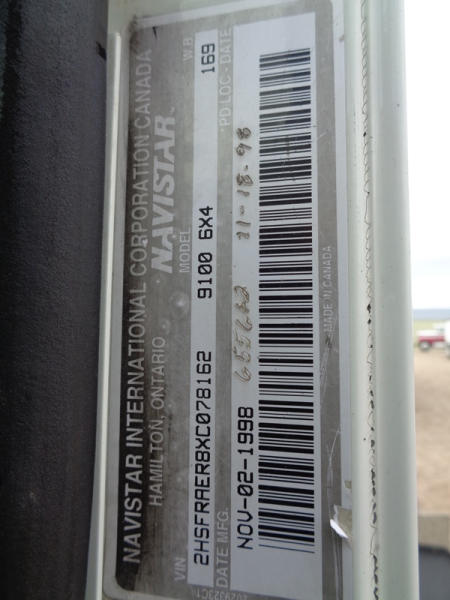 NAVISTAR INTERNATIONAL CORPORATION CANADA
HAMILTON, ONTARIO
NAVISTAR
VIN MODEL W.B
2HSFRAER8XC078162 9100 6X4 169
DATE MFG. PD LOC-DATE
NOV-02-1998 11-18-98
MADE IN CANADA